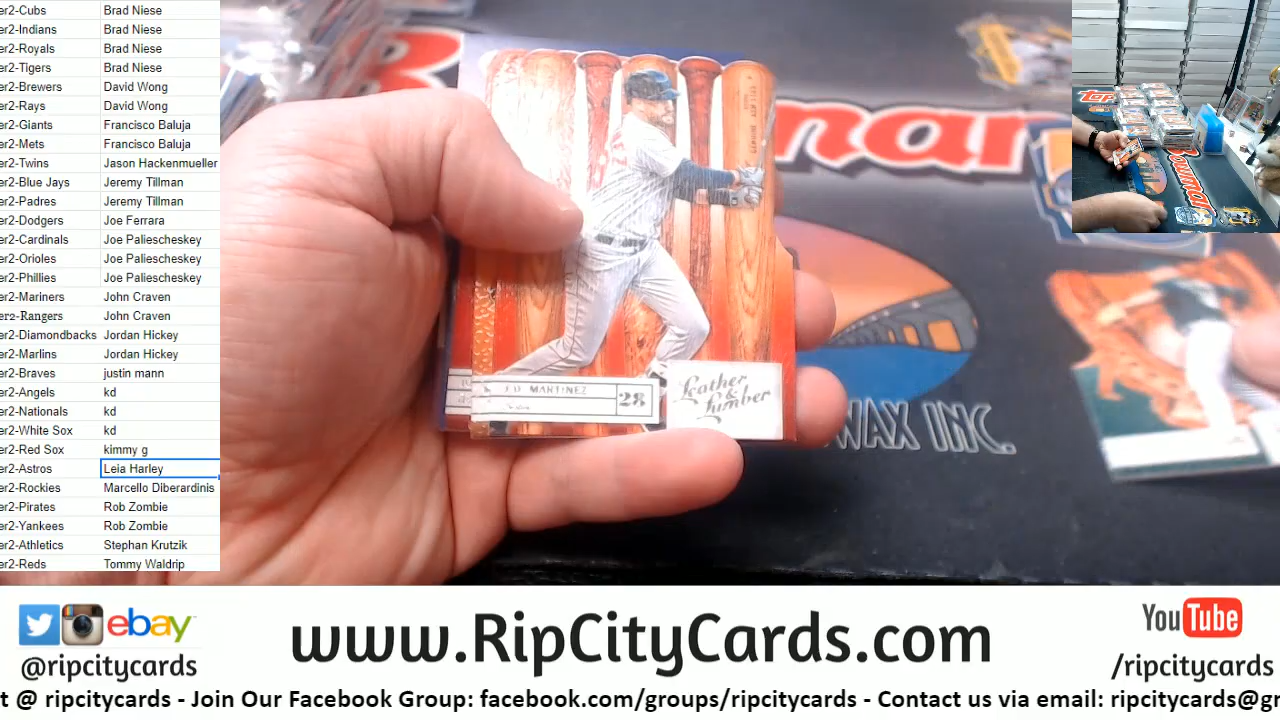 er2-Cubs Brad Niese
er2-Indians Brad Niese
er2-Royals Brad Niese
er2-Tigers Brad Niese
er2-Brewers David Wong
er2-Rays David Wong
er2-Giants Francisco Baluja
er2-Mets Francisco Baluja
er2-Twins Jason Hackenmueller
er2-Blue Jays Jeremy Tillman
er2-Padres Jeremy Tillman
er2-Dodgers Joe Ferrara
er2-Cardinals Joe Paliescheskey
er2-Orioles Joe Paliescheskey
er2-Phillies Joe Paliescheskey
er2-Mariners John Craven
er2-Rangers John Craven
er2-Diamondbacks Jordan Hickey
er2-Marlins Jordan Hickey
er2-Braves justin mann
er2-Angels kd
er2-Nationals kd
er2-White Sox kd
er2-Red Sox kimmy g
er2-Astros Leia Harley
er2-Rockies Marcello Diberardinis
er2-Pirates Rob Zombie
er2-Yankees Rob Zombie
er2-Athletics Stephan Krutzik
er2-Reds Tommy Waldrip
J.D. MARTINEZ
28
Leather
&
Lumber
WAX INC.
Topps
Bowman
ebay
@ripcitycards
www.RipCityCards.com
YouTube
/ripcitycards
t @ ripcitycards - Join Our Facebook Group: facebook.com/groups/ripcitycards - Contact us via email: ripcitycards@g